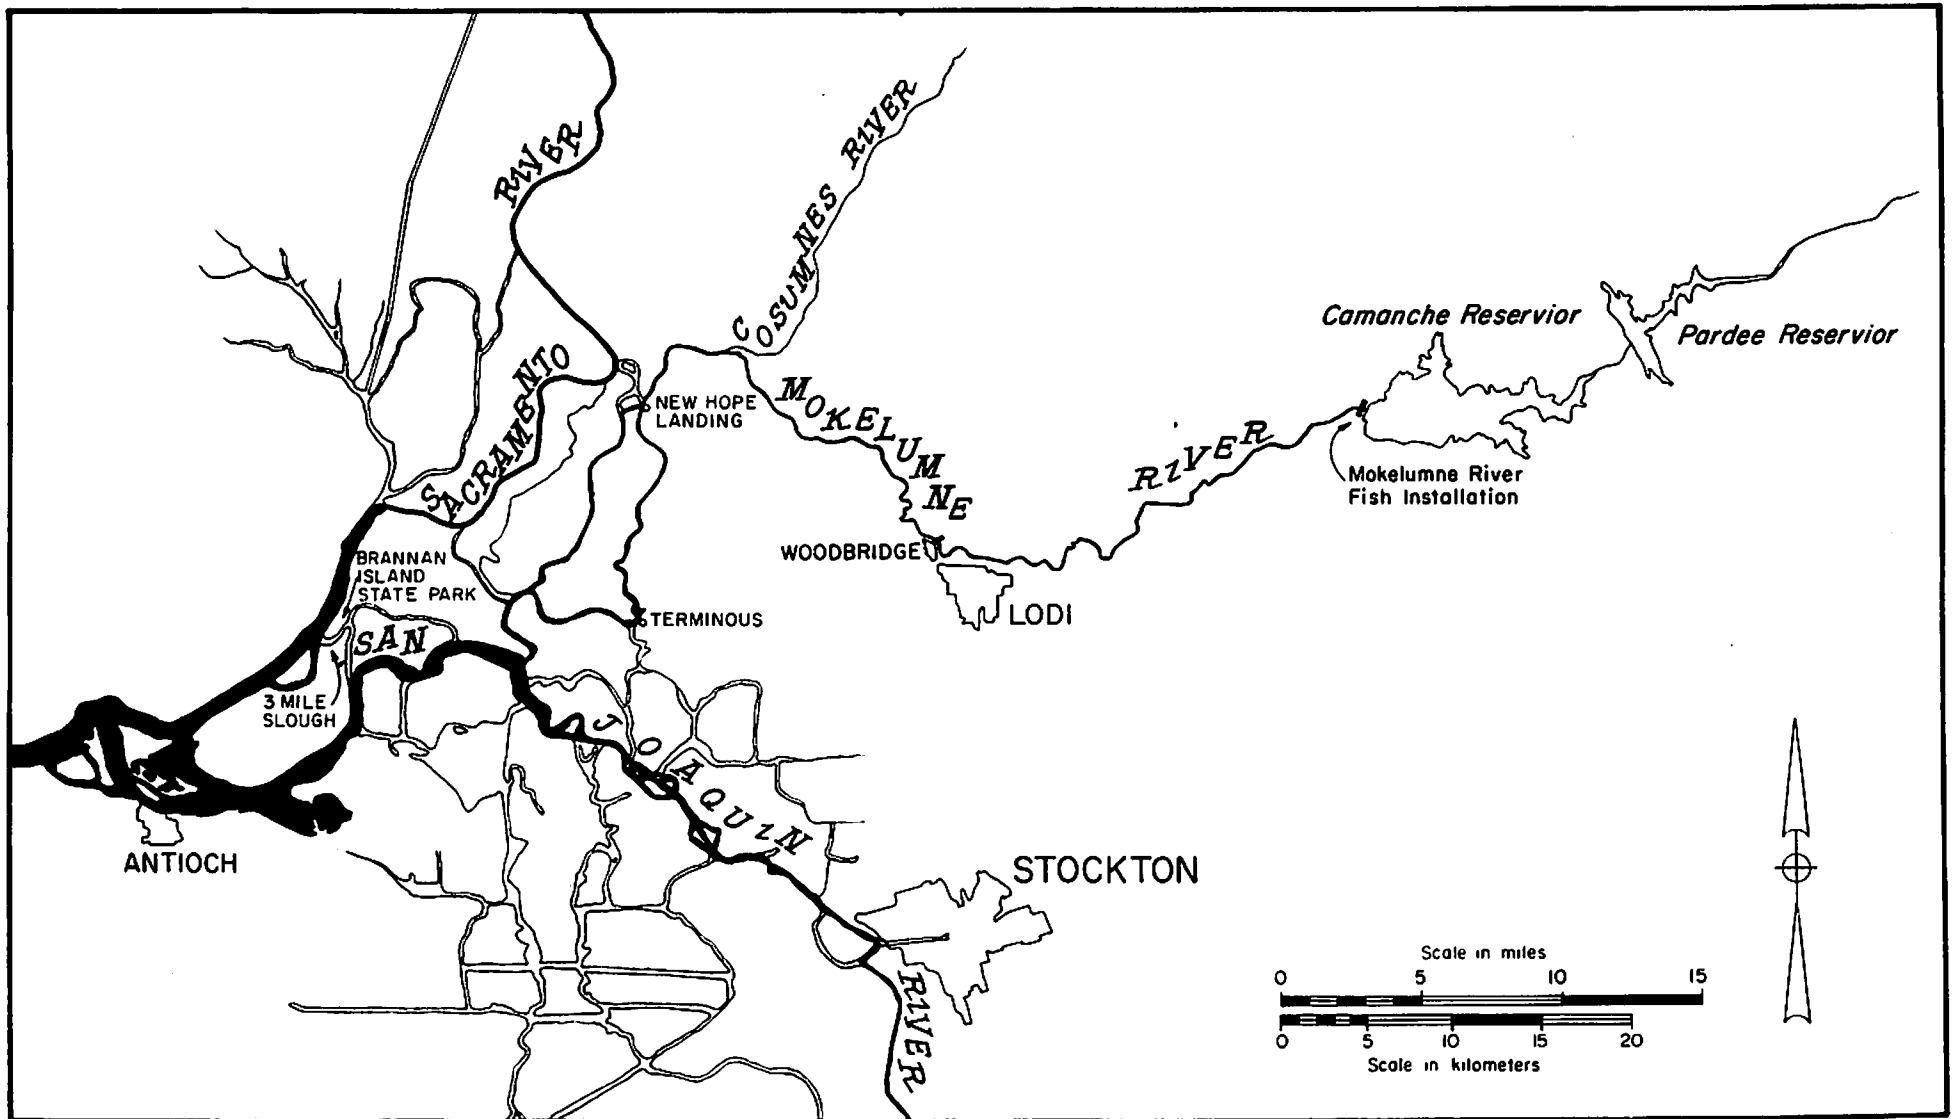 RiVER
SACRAMENTO
COSUMNES RiVER
MOKELUMNE
RiVER
Camanche Reservior
Pardee Reservior
NEW HOPE
LANDING
Mokelumne River
Fish Installation
WOODBRIDGE
LODI
BRANNAN
ISLAND
STATE PARK
TERMINOUS
SAN
JOAQUiN
RiVER
3 MILE
SLOUGH
ANTIOCH
STOCKTON
Scale in miles
0 5 10 15
0 5 10 15 20
Scale in kilometers